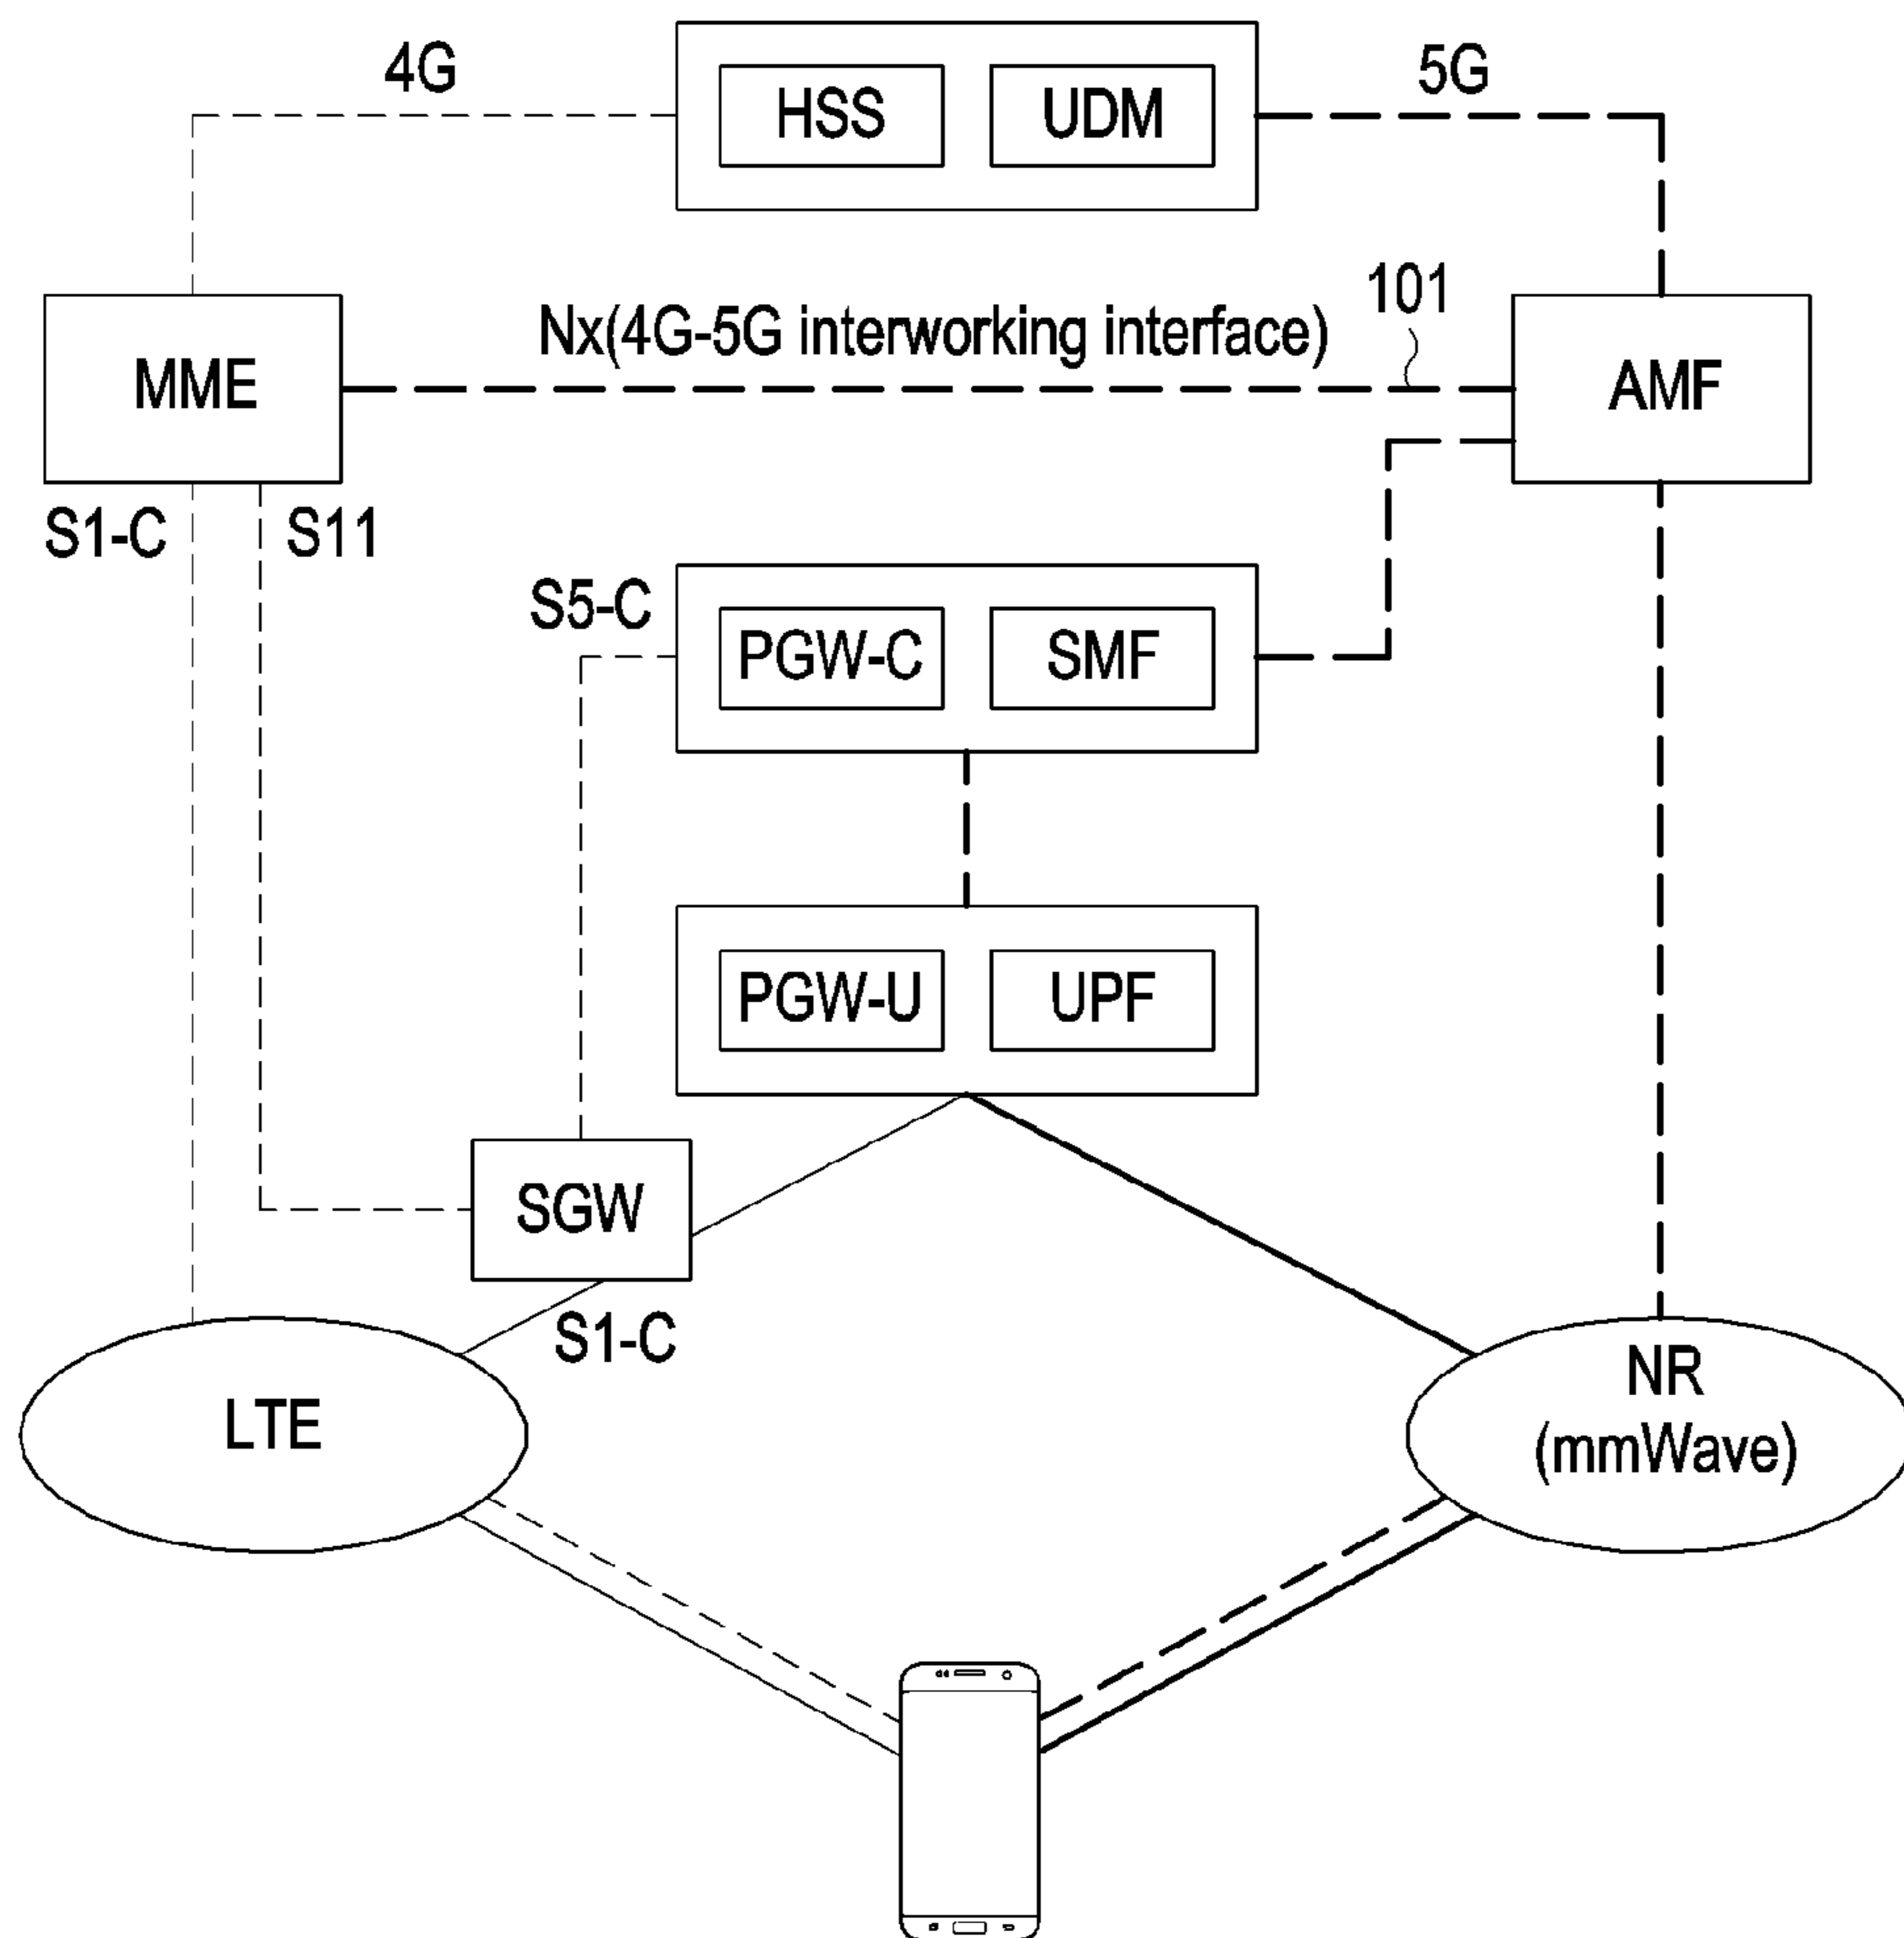 4G
HSS
UDM
5G
Nx(4G-5G interworking interface)
101
MME
AMF
S1-C
S11
S5-C
PGW-C
SMF
PGW-U
UPF
SGW
S1-C
LTE
NR
(mmWave)